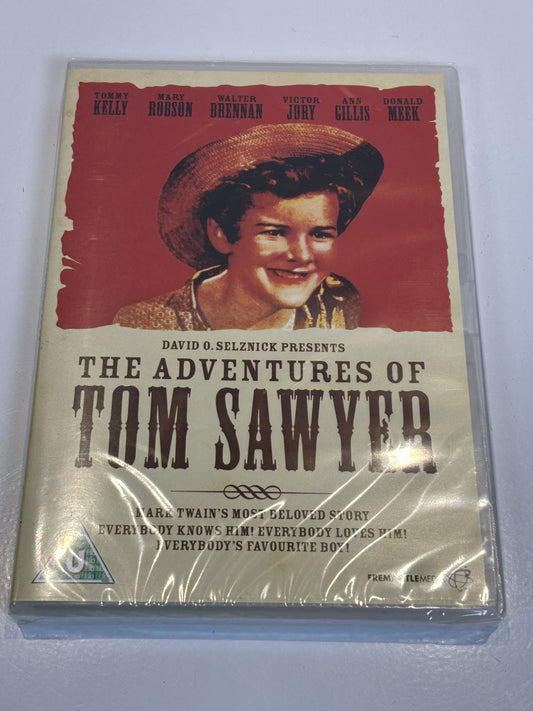 TOMMY KELLY
MARY ROBSON
WALTER BRENNAN
VICTOR JORY
ANN GILLIS
DONALD MEEK
DAVID O. SELZNICK PRESENTS
THE ADVENTURES OF
TOM SAWYER
MARK TWAIN'S MOST BELOVED STORY
EVERYBODY KNOWS HIM! EVERYBODY LOVES HIM!
EVERYBODY'S FAVOURITE BOY!
U
FREMANTLEMEDIA